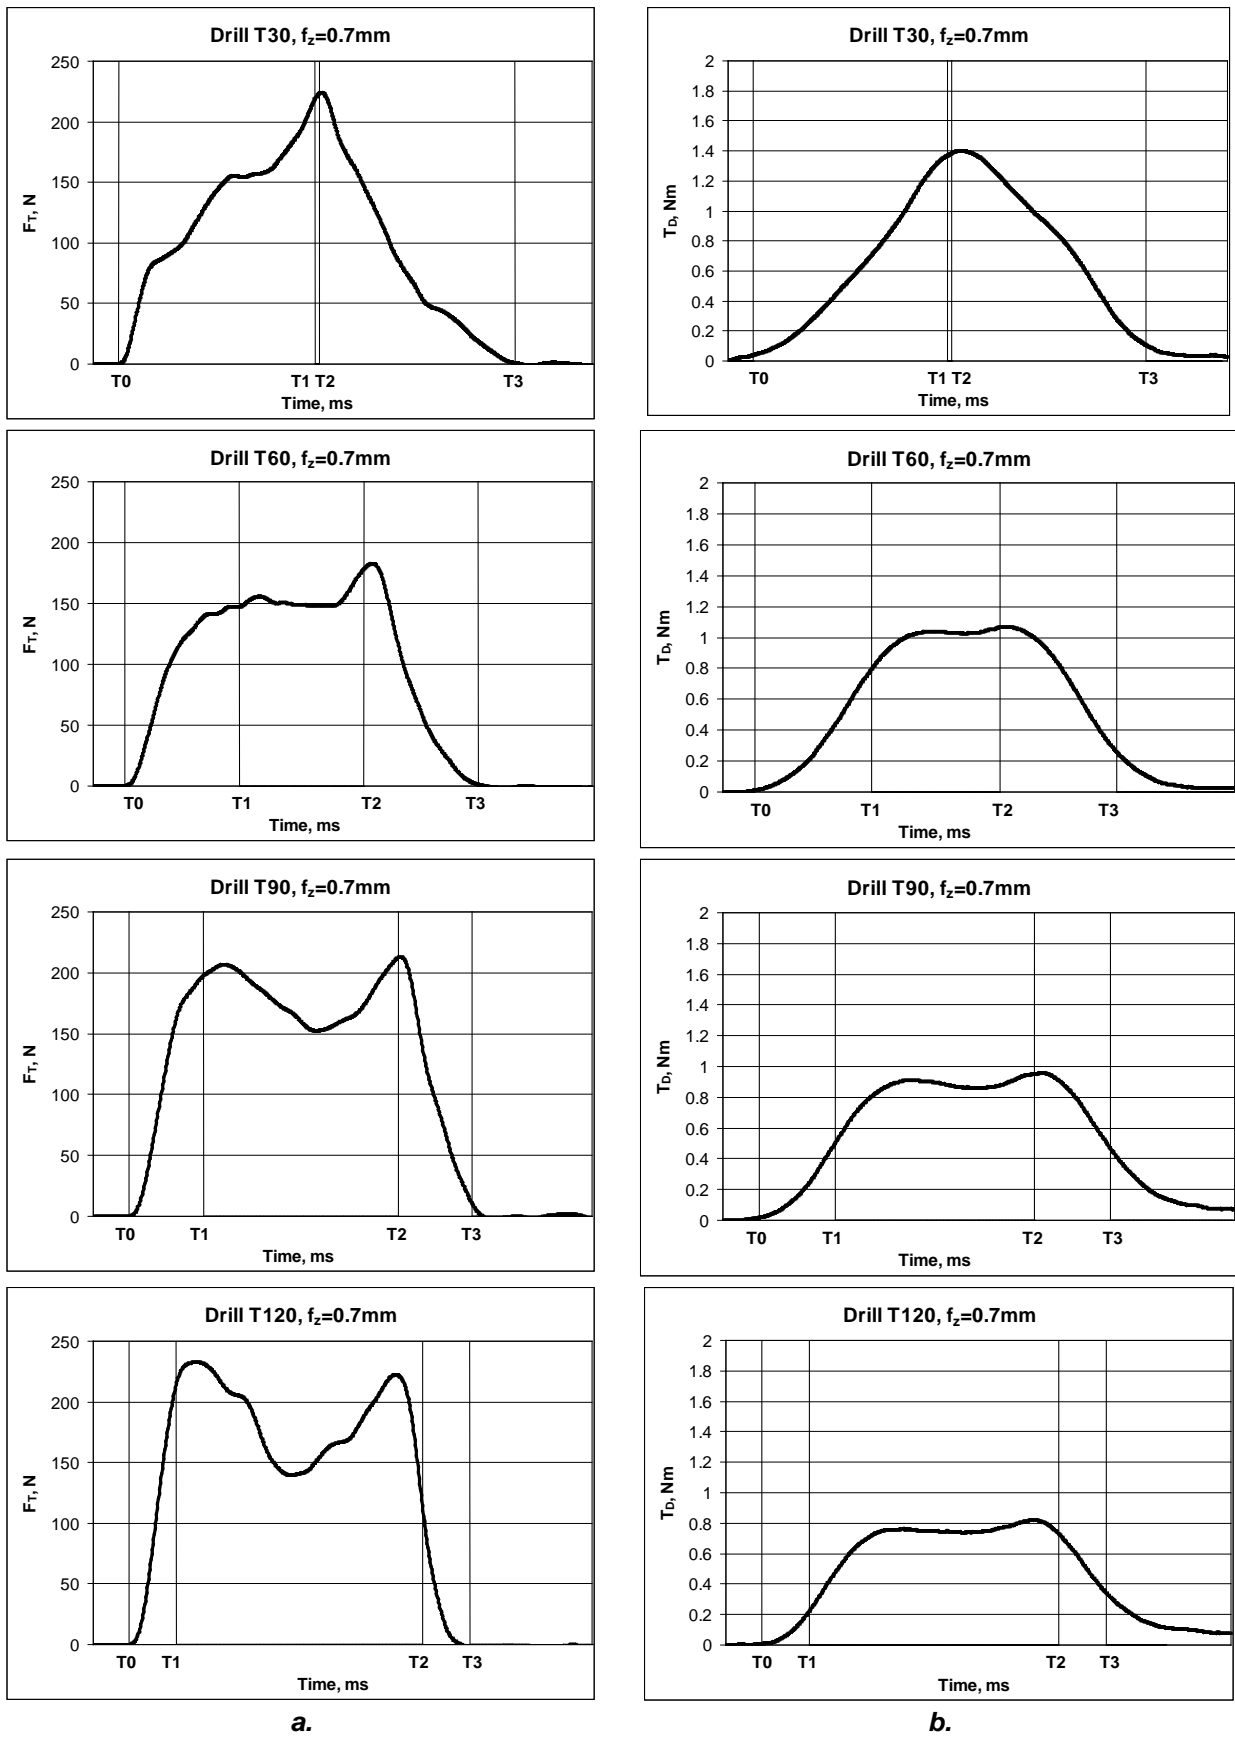 Drill T30, fz=0.7mm
250
200
150
100
50
0
FT, N
T0 T1 T2 T3
Time, ms
Drill T30, fz=0.7mm
2
1.8
1.6
1.4
1.2
1
0.8
0.6
0.4
0.2
0
TD, Nm
T0 T1 T2 T3
Time, ms
Drill T60, fz=0.7mm
250
200
150
100
50
0
FT, N
T0 T1 T2 T3
Time, ms
Drill T60, fz=0.7mm
2
1.8
1.6
1.4
1.2
1
0.8
0.6
0.4
0.2
0
TD, Nm
T0 T1 T2 T3
Time, ms
Drill T90, fz=0.7mm
250
200
150
100
50
0
FT, N
T0 T1 T2 T3
Time, ms
Drill T90, fz=0.7mm
2
1.8
1.6
1.4
1.2
1
0.8
0.6
0.4
0.2
0
TD, Nm
T0 T1 T2 T3
Time, ms
Drill T120, fz=0.7mm
250
200
150
100
50
0
FT, N
T0 T1 T2 T3
Time, ms
Drill T120, fz=0.7mm
2
1.8
1.6
1.4
1.2
1
0.8
0.6
0.4
0.2
0
TD, Nm
T0 T1 T2 T3
Time, ms
a.
b.